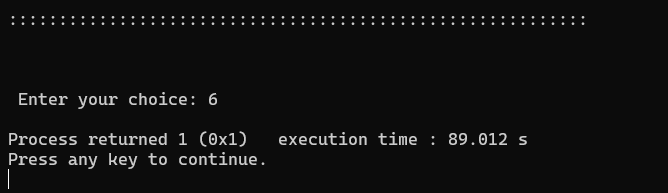 ::::::::::::::::::::::::::::::::::::::::::::::::::::::::::
Enter your choice: 6
Process returned 1 (0x1)   execution time : 89.012 s
Press any key to continue.